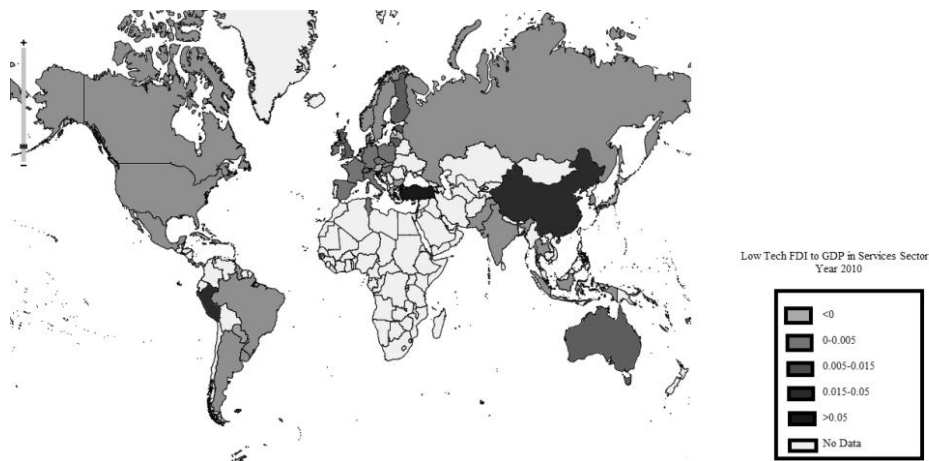 +
−
Low Tech FDI to GDP in Services Sector
Year 2010
<0
0-0.005
0.005-0.015
0.015-0.05
>0.05
No Data